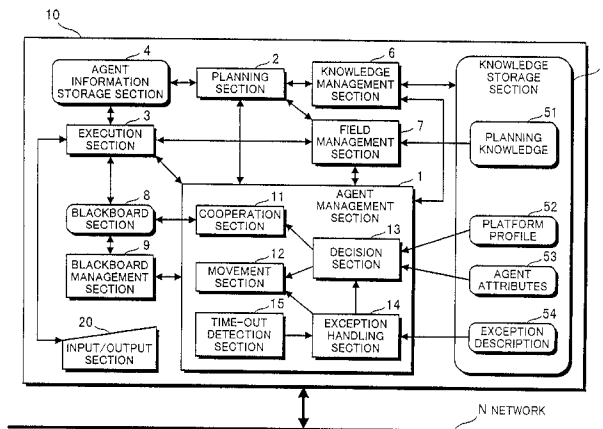 10
4
AGENT
INFORMATION
STORAGE SECTION
2
PLANNING
SECTION
6
KNOWLEDGE
MANAGEMENT
SECTION
KNOWLEDGE
STORAGE
SECTION
3
EXECUTION
SECTION
FIELD
MANAGEMENT
SECTION
7
51
PLANNING
KNOWLEDGE
1
AGENT
MANAGEMENT
SECTION
8
BLACKBOARD
SECTION
11
COOPERATION
SECTION
9
BLACKBOARD
MANAGEMENT
SECTION
12
MOVEMENT
SECTION
13
DECISION
SECTION
52
PLATFORM
PROFILE
53
AGENT
ATTRIBUTES
15
TIME-OUT
DETECTION
SECTION
14
EXCEPTION
HANDLING
SECTION
54
EXCEPTION
DESCRIPTION
20
INPUT/OUTPUT
SECTION
N NETWORK